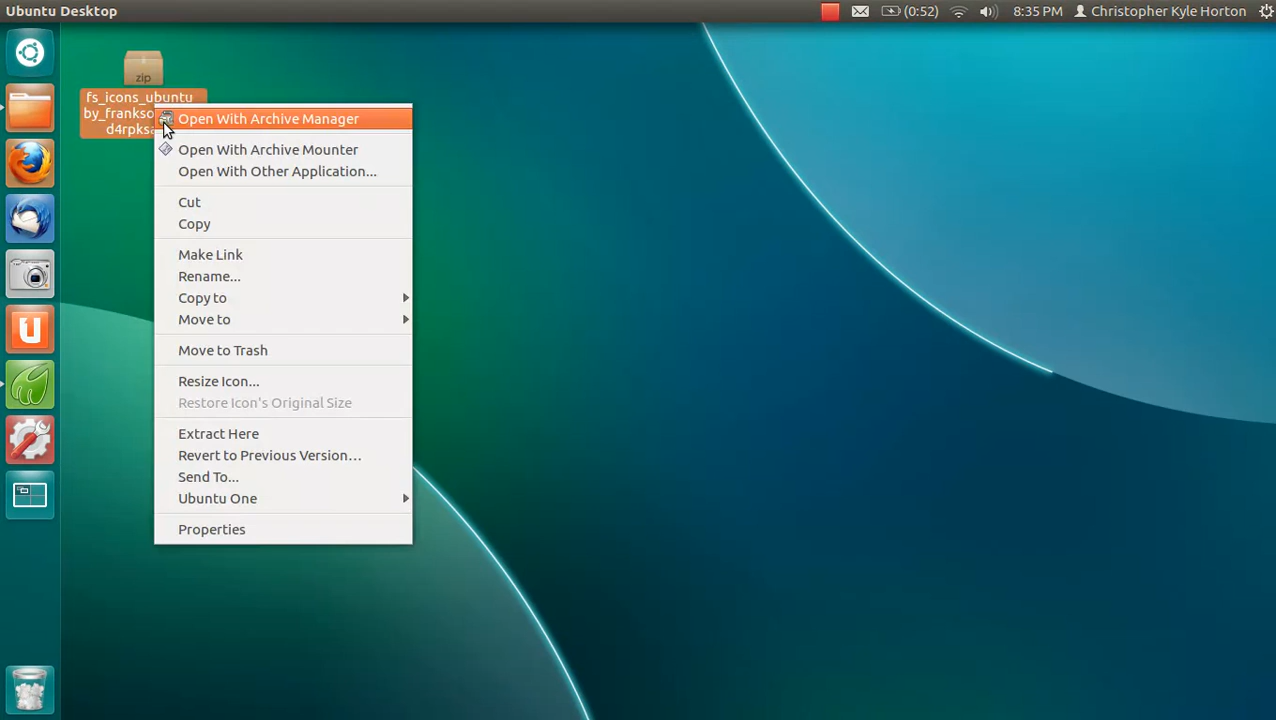 Ubuntu Desktop
(0:52)
8:35 PM
Christopher Kyle Horton
zip
fs_icons_ubuntu
Open With Archive Manager
Open With Archive Mounter
Open With Other Application...
Cut
Copy
Make Link
Rename...
Copy to
Move to
Move to Trash
Resize Icon...
Restore Icon's Original Size
Extract Here
Revert to Previous Version…
Send To...
Ubuntu One
Properties